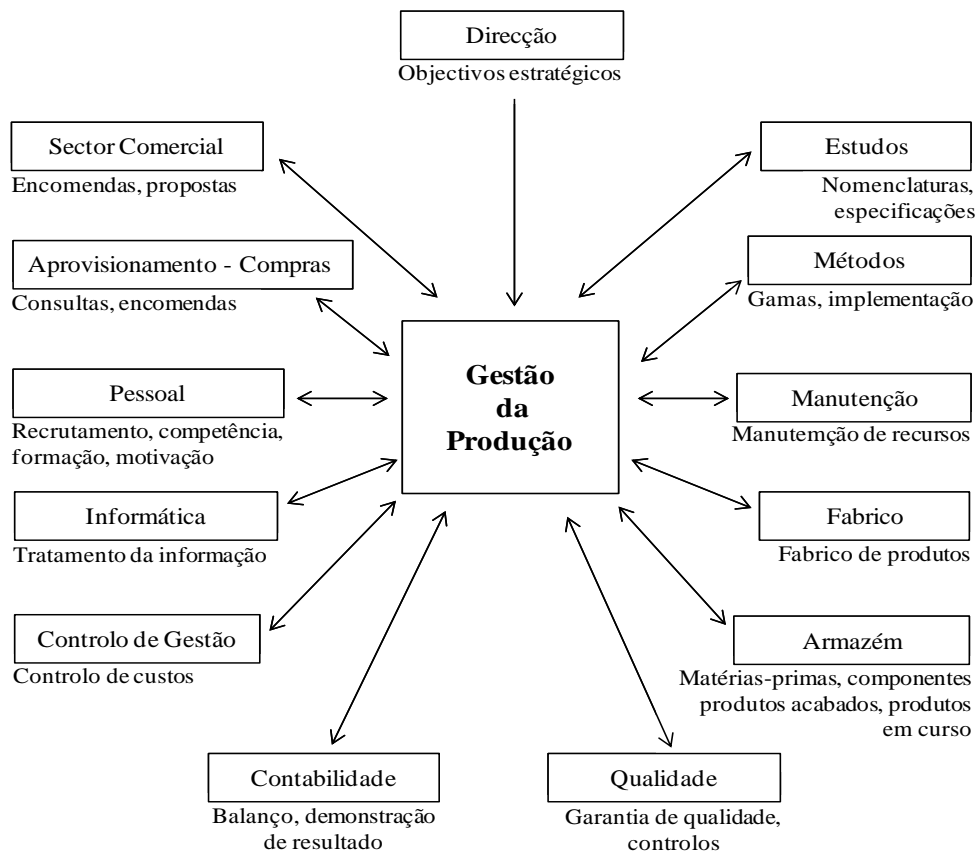 Direcção
Objectivos estratégicos
Sector Comercial
Encomendas, propostas
Estudos
Nomenclaturas,
especificações
Aprovisionamento - Compras
Consultas, encomendas
Métodos
Gamas, implementação
Gestão
da
Produção
Pessoal
Recrutamento, competência,
formação, motivação
Manutenção
Manutemção de recursos
Informática
Tratamento da informação
Fabrico
Fabrico de produtos
Controlo de Gestão
Controlo de custos
Armazém
Matérias-primas, componentes
produtos acabados, produtos
em curso
Contabilidade
Balanço, demonstração
de resultado
Qualidade
Garantia de qualidade,
controlos